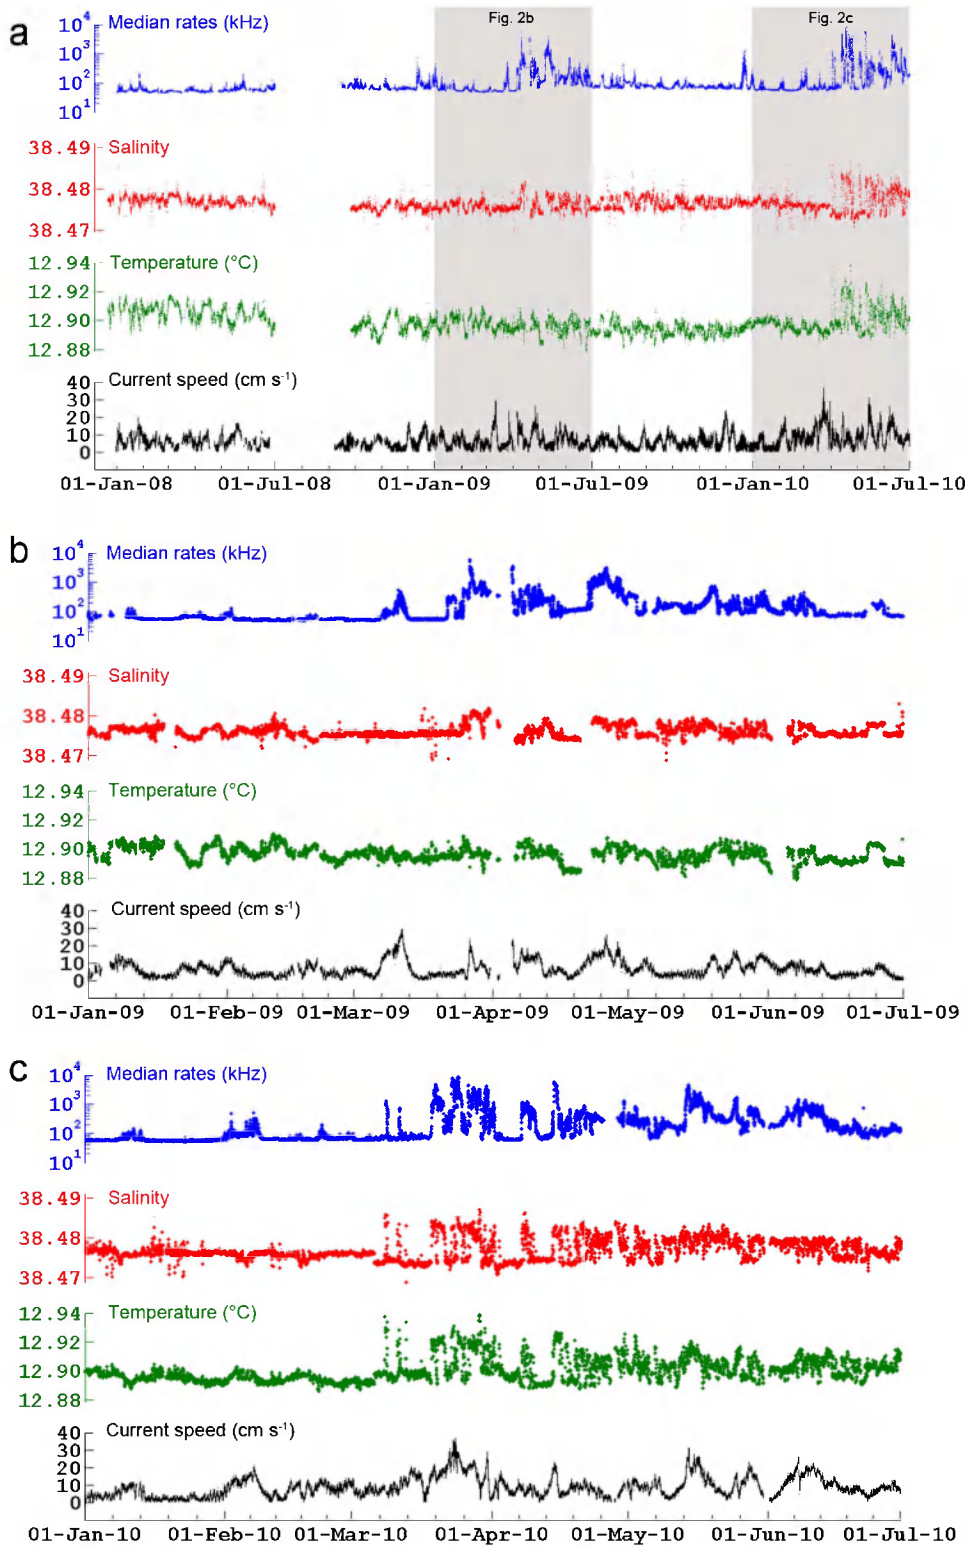 a
Median rates (kHz)
Fig. 2b
Fig. 2c
10⁴
10³
10²
10¹
Salinity
38.49
38.48
38.47
Temperature (°C)
12.94
12.92
12.90
12.88
Current speed (cm s⁻¹)
40
30
20
10
0
01-Jan-08 01-Jul-08 01-Jan-09 01-Jul-09 01-Jan-10 01-Jul-10
b
Median rates (kHz)
10⁴
10³
10²
10¹
Salinity
38.49
38.48
38.47
Temperature (°C)
12.94
12.92
12.90
12.88
Current speed (cm s⁻¹)
40
30
20
10
0
01-Jan-09 01-Feb-09 01-Mar-09 01-Apr-09 01-May-09 01-Jun-09 01-Jul-09
c
Median rates (kHz)
10⁴
10³
10²
10¹
Salinity
38.49
38.48
38.47
Temperature (°C)
12.94
12.92
12.90
12.88
Current speed (cm s⁻¹)
40
30
20
10
0
01-Jan-10 01-Feb-10 01-Mar-10 01-Apr-10 01-May-10 01-Jun-10 01-Jul-10